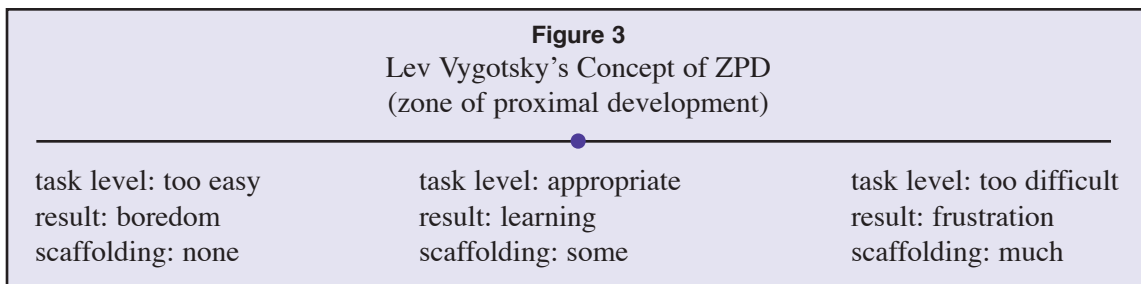 Figure 3
Lev Vygotsky’s Concept of ZPD
(zone of proximal development)
task level: too easy
result: boredom
scaffolding: none
task level: appropriate
result: learning
scaffolding: some
task level: too difficult
result: frustration
scaffolding: much